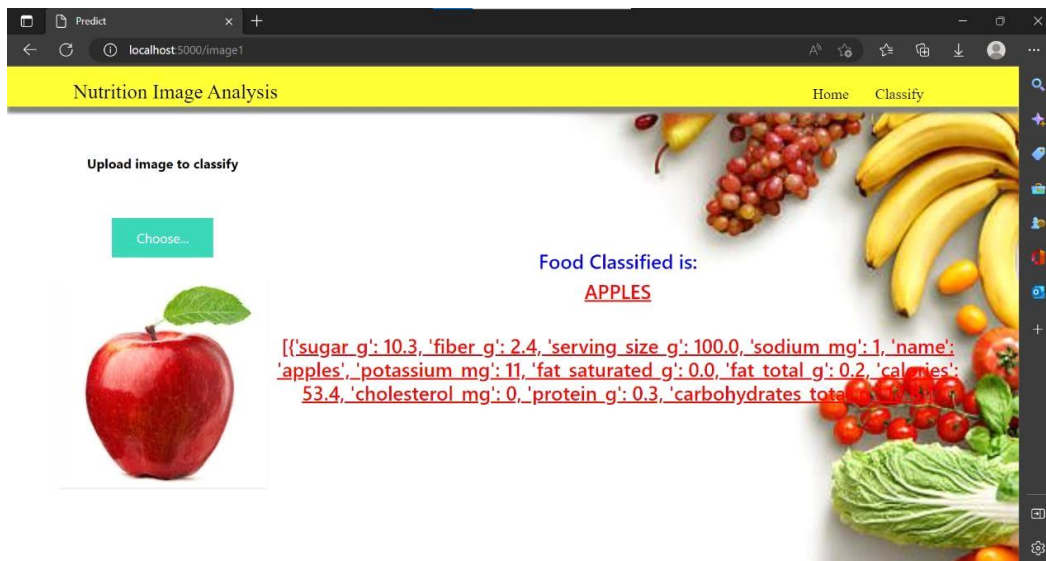 Predict
localhost:5000/image1
Nutrition Image Analysis
Home Classify
Upload image to classify
Choose...
Food Classified is:
APPLES
[{'sugar_g': 10.3, 'fiber_g': 2.4, 'serving_size_g': 100.0, 'sodium_mg': 1, 'name':
'apples', 'potassium_mg': 11, 'fat_saturated_g': 0.0, 'fat_total_g': 0.2, 'calories':
53.4, 'cholesterol_mg': 0, 'protein_g': 0.3, 'carbohydrates_total